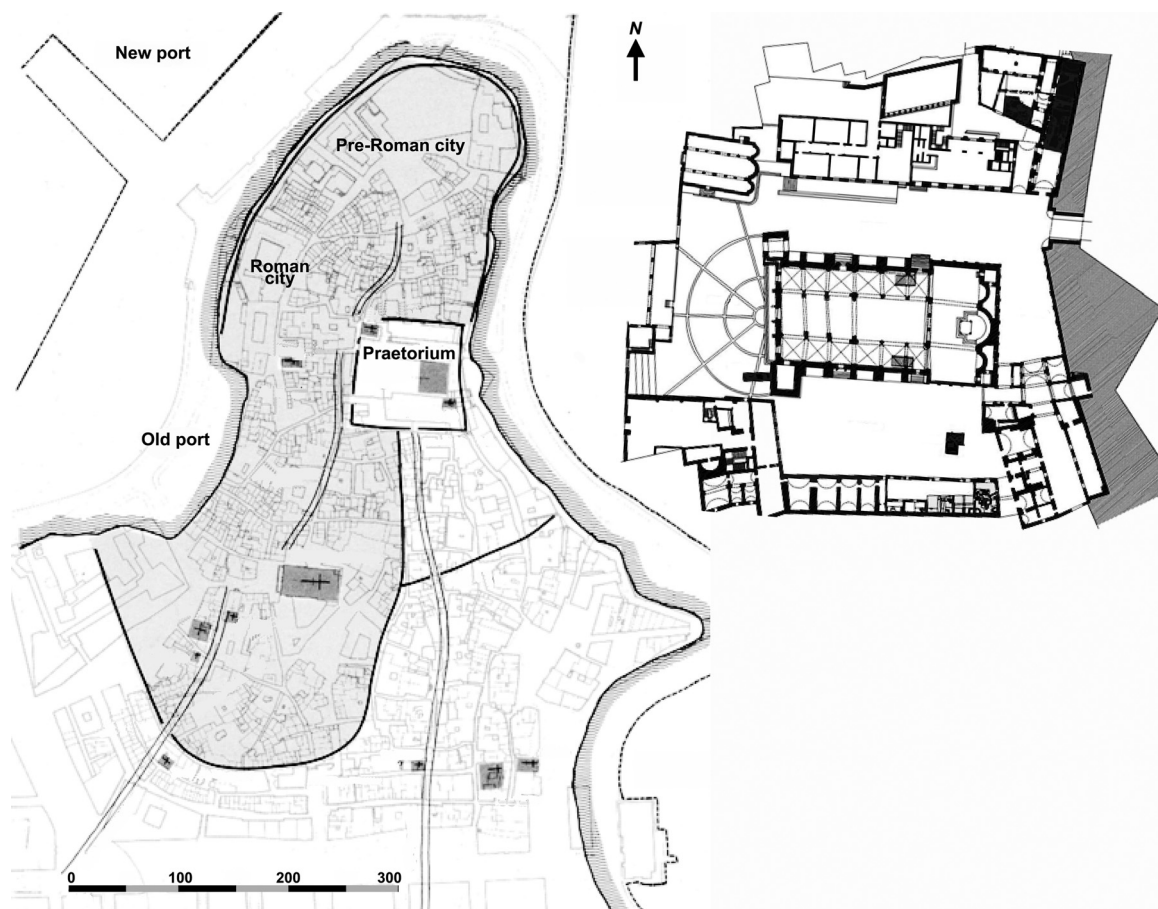 New port
N
Pre-Roman city
Roman
city
Praetorium
Old port
0 100 200 300